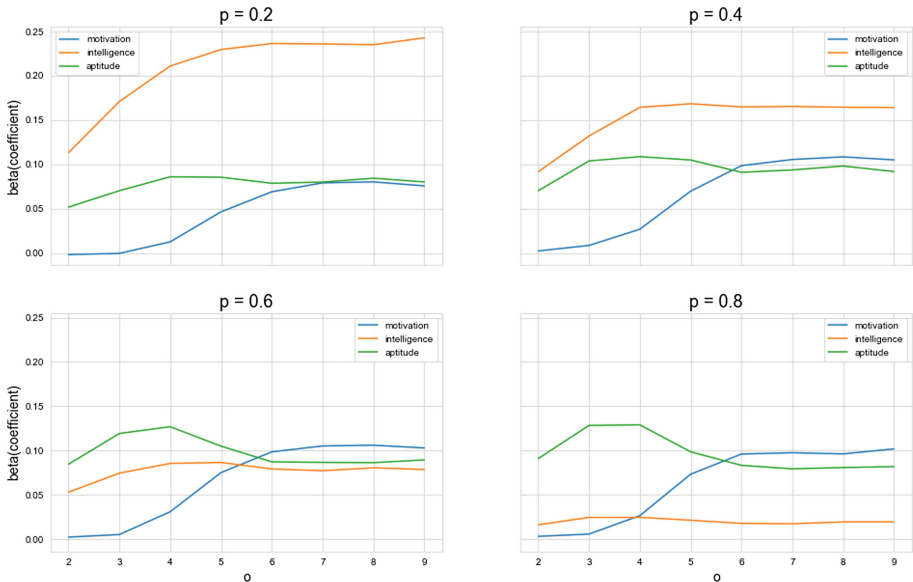 p = 0.2
p = 0.4
motivation
intelligence
aptitude
motivation
intelligence
aptitude
0.25
0.20
0.15
0.10
0.05
0.00
beta(coefficient)
p = 0.6
p = 0.8
motivation
intelligence
aptitude
motivation
intelligence
aptitude
0.25
0.20
0.15
0.10
0.05
0.00
beta(coefficient)
2 3 4 5 6 7 8 9
2 3 4 5 6 7 8 9
o
o